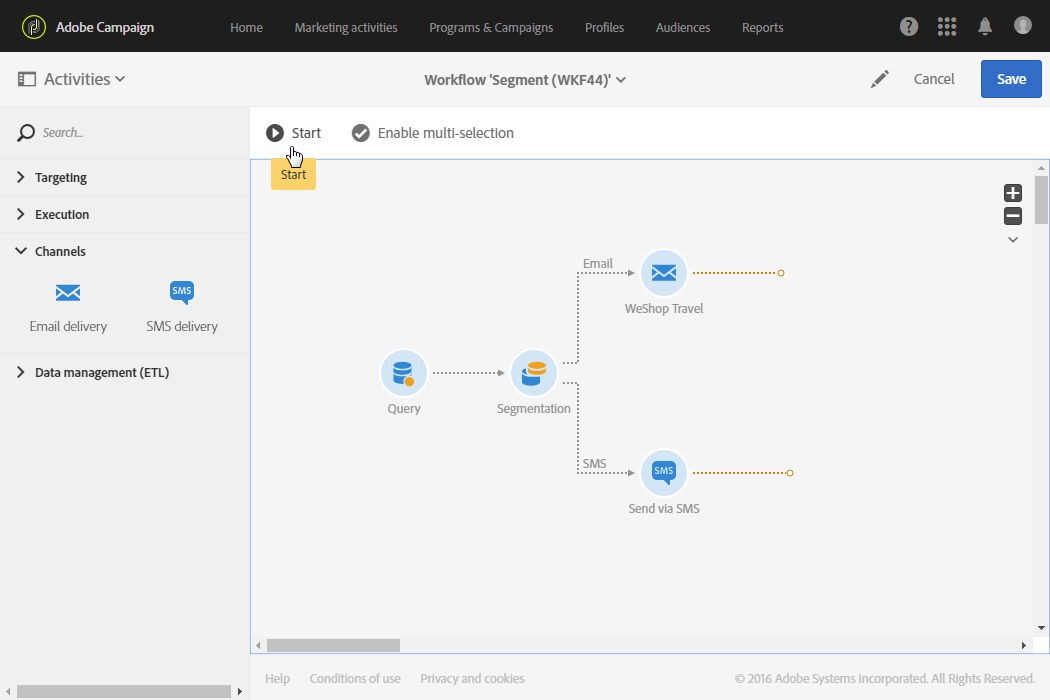 Adobe Campaign Home Marketing activities Programs & Campaigns Profiles Audiences Reports
Activities Workflow 'Segment (WKF44)' Cancel Save
Search...
Start Enable multi-selection
Start
Targeting
Execution
Channels
SMS
Email delivery SMS delivery
Data management (ETL)
Email
WeShop Travel
Query Segmentation
SMS
SMS
Send via SMS
Help Conditions of use Privacy and cookies © 2016 Adobe Systems Incorporated. All Rights Reserved.